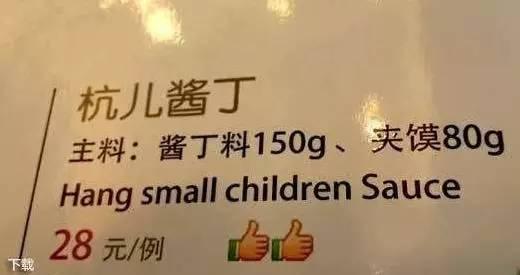 杭儿酱丁
主料：酱丁料150g、夹馍80g
Hang small children Sauce
28 元/例
下载